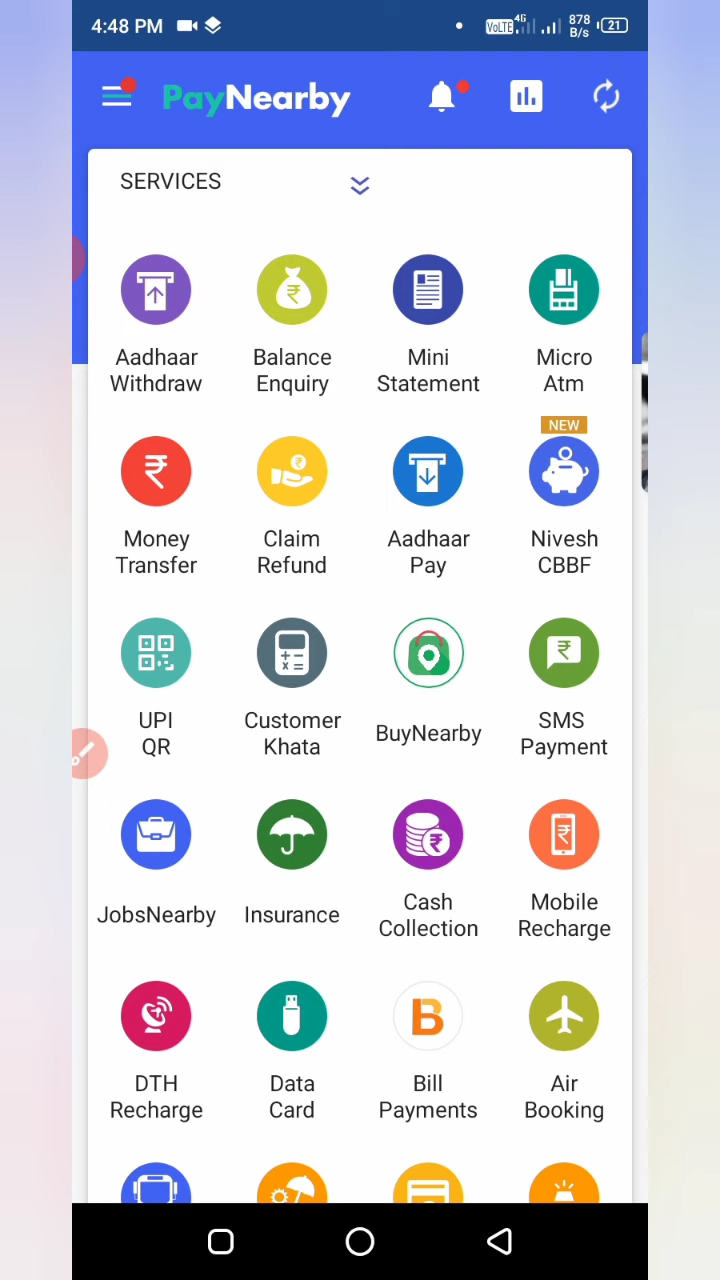 4:48 PM VoLTE 4G 878 B/s 21
PayNearby
SERVICES
Aadhaar Withdraw
Balance Enquiry
Mini Statement
Micro Atm
NEW
Money Transfer
Claim Refund
Aadhaar Pay
Nivesh CBBF
UPI QR
Customer Khata
BuyNearby
SMS Payment
JobsNearby
Insurance
Cash Collection
Mobile Recharge
DTH Recharge
Data Card
Bill Payments
Air Booking